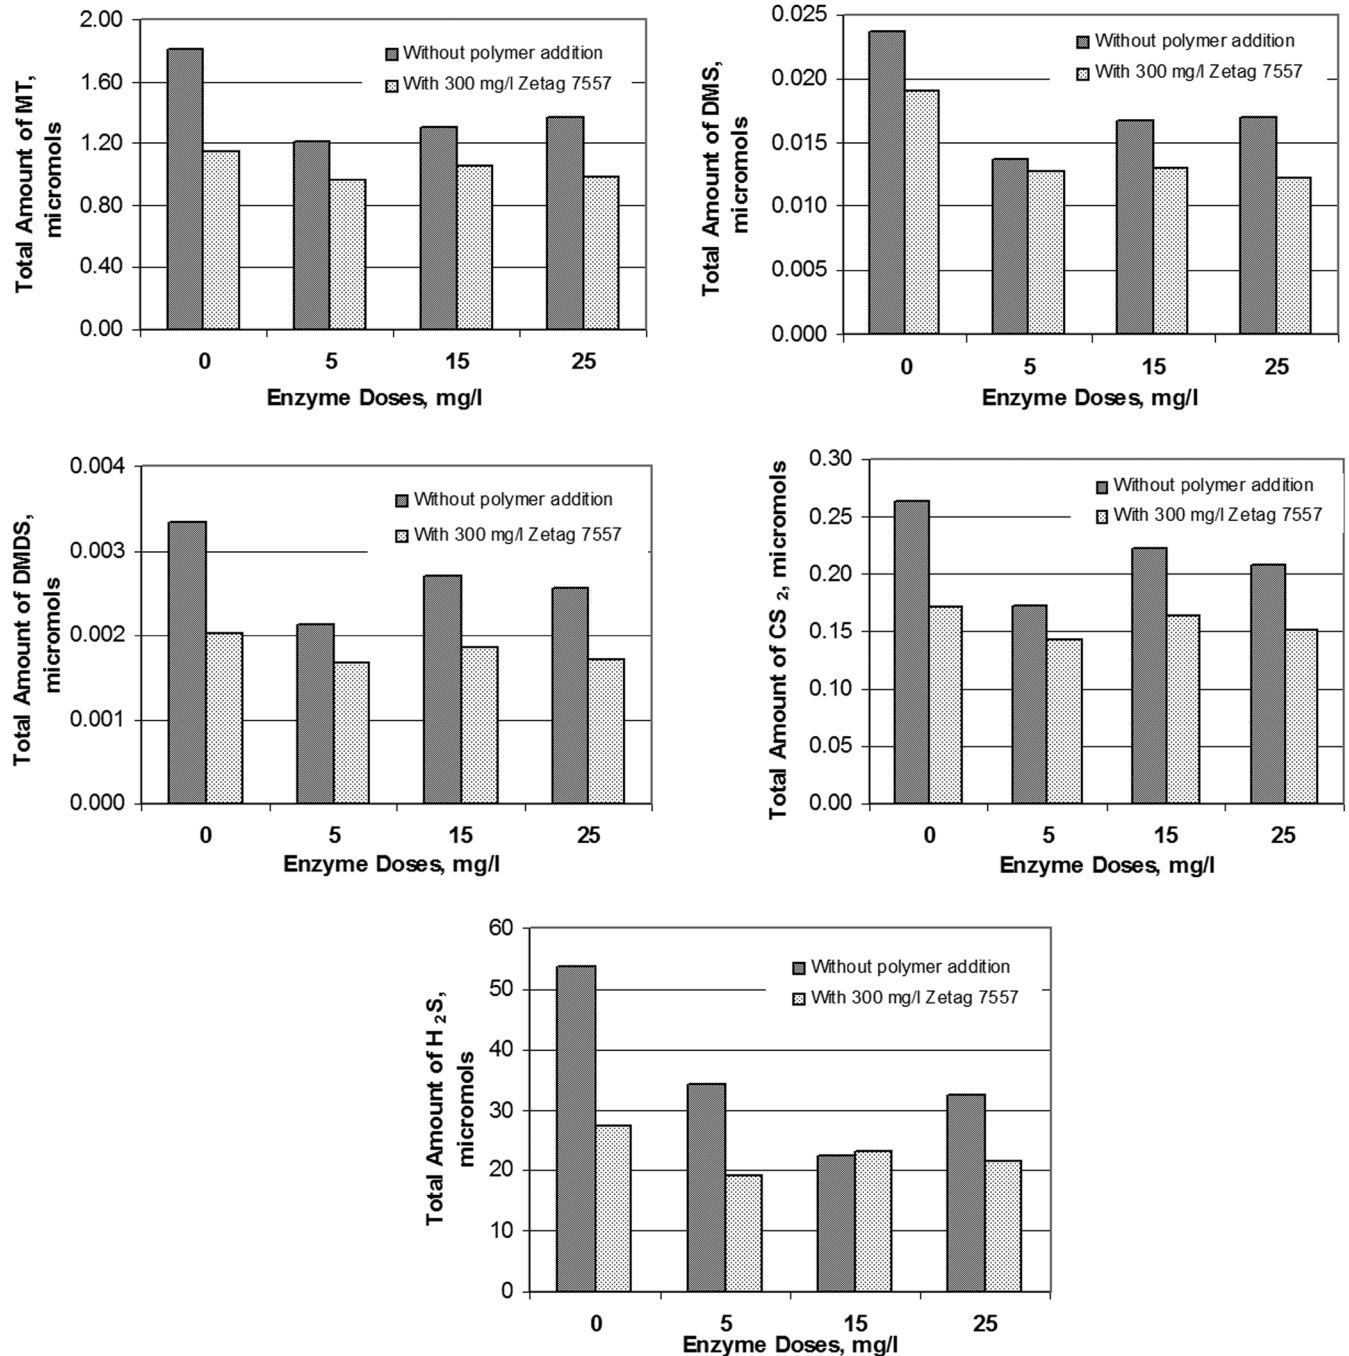 Total Amount of MT,
micromols
2.00
1.60
1.20
0.80
0.40
0.00
Without polymer addition
With 300 mg/l Zetag 7557
0 5 15 25
Enzyme Doses, mg/l
Total Amount of DMS,
micromols
0.025
0.020
0.015
0.010
0.005
0.000
Without polymer addition
With 300 mg/l Zetag 7557
0 5 15 25
Enzyme Doses, mg/l
Total Amount of DMDS,
micromols
0.004
0.003
0.002
0.001
0.000
Without polymer addition
With 300 mg/l Zetag 7557
0 5 15 25
Enzyme Doses, mg/l
Total Amount of CS 2, micromols
0.30
0.25
0.20
0.15
0.10
0.05
0.00
Without polymer addition
With 300 mg/l Zetag 7557
0 5 15 25
Enzyme Doses, mg/l
Total Amount of H 2S,
micromols
60
50
40
30
20
10
0
Without polymer addition
With 300 mg/l Zetag 7557
0 5 15 25
Enzyme Doses, mg/l